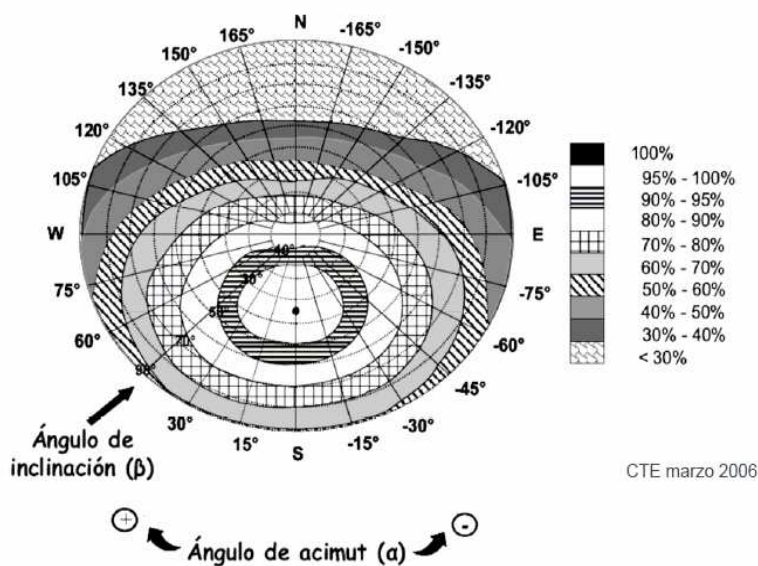 N
165° -165°
150° -150°
135° -135°
120° -120°
105° -105°
W E
75° -75°
60° -60°
-45°
30° -30°
15° -15°
S
10°
30°
50°
70°
90°
100%
95% - 100%
90% - 95%
80% - 90%
70% - 80%
60% - 70%
50% - 60%
40% - 50%
30% - 40%
< 30%
Ángulo de
inclinación (β)
CTE marzo 2006
+ -
Ángulo de acimut (α)